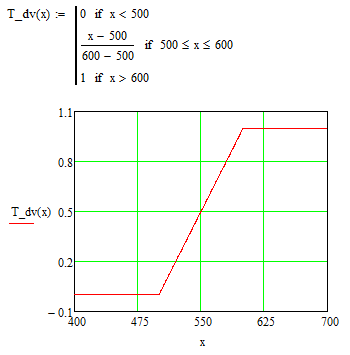 T_dv(x) := 0 if x < 500
x − 500
600 − 500 if 500 ≤ x ≤ 600
1 if x > 600
1.1
0.8
T_dv(x) 0.5
0.2
− 0.1
400 475 550 625 700
x